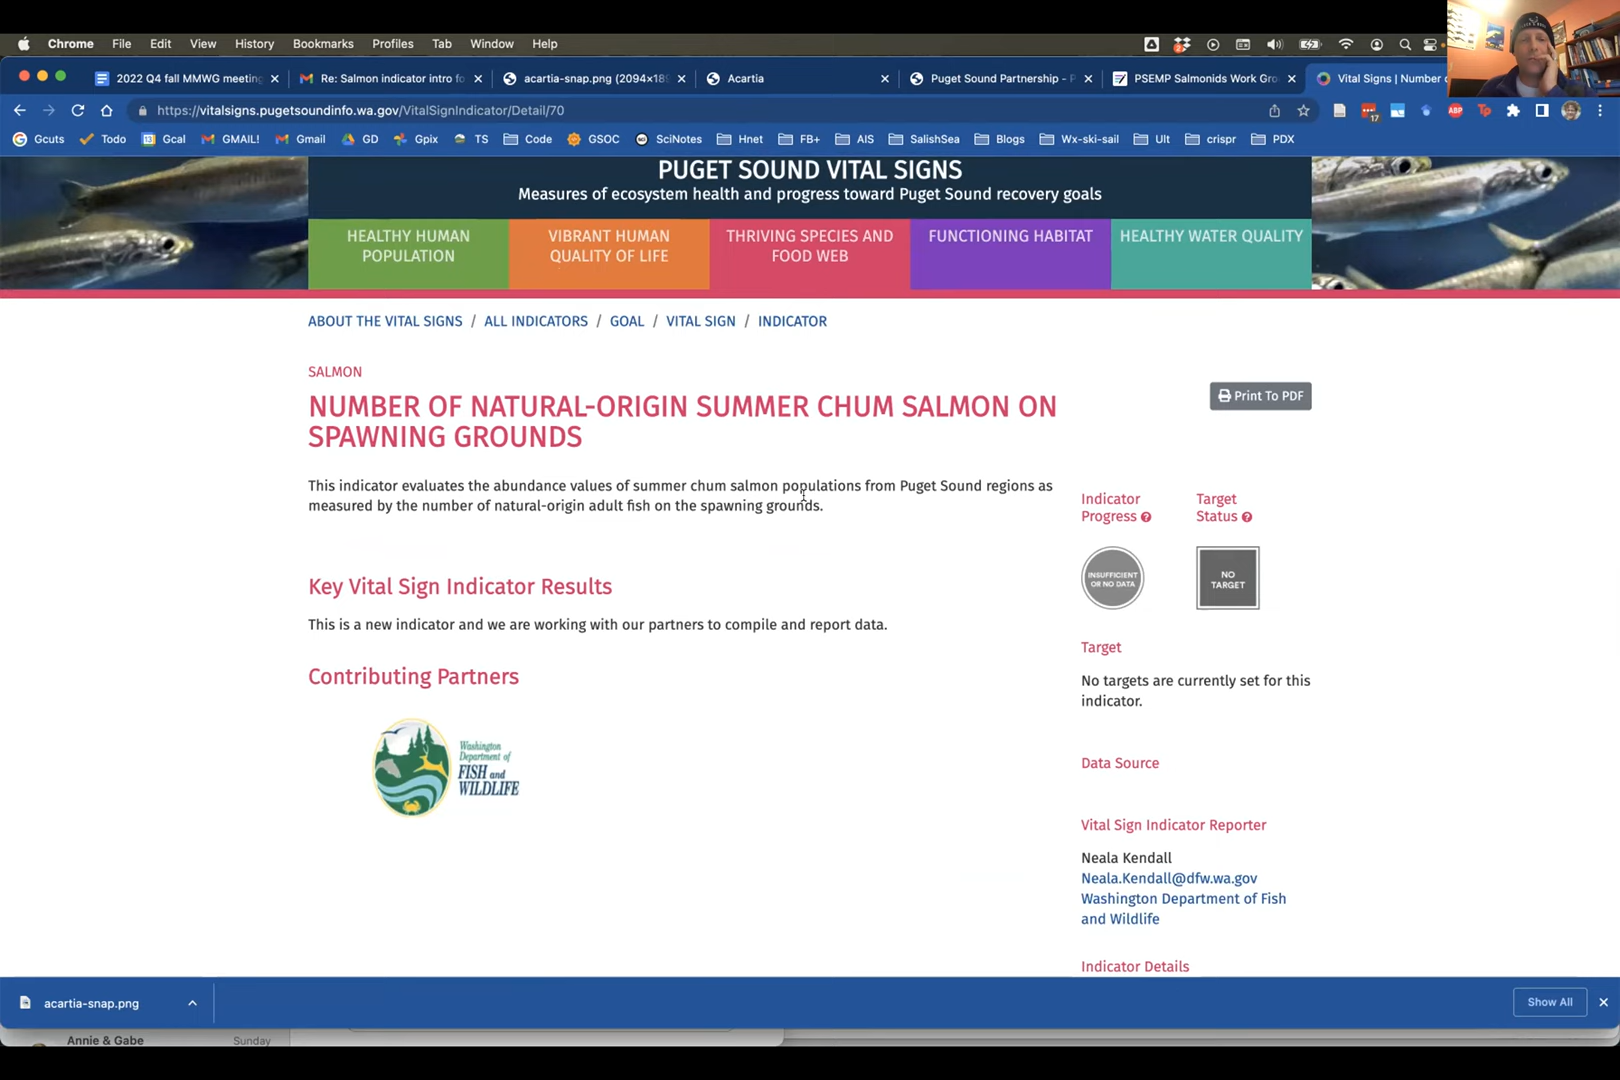 Chrome File Edit View History Bookmarks Profiles Tab Window Help
2022 Q4 fall MMWG meeting
Re: Salmon indicator intro fo
acartia-snap.png (2094×189
Acartia
Puget Sound Partnership - P
PSEMP Salmonids Work Gro
Vital Signs | Number o
https://vitalsigns.pugetsoundinfo.wa.gov/VitalSignIndicator/Detail/70
17
ABP
Gcuts Todo 13 Gcal GMAIL! Gmail GD Gpix TS Code GSOC SciNotes Hnet FB+ AIS SalishSea Blogs Wx-ski-sail Ult crispr PDX
PUGET SOUND VITAL SIGNS
Measures of ecosystem health and progress toward Puget Sound recovery goals
HEALTHY HUMAN
POPULATION
VIBRANT HUMAN
QUALITY OF LIFE
THRIVING SPECIES AND
FOOD WEB
FUNCTIONING HABITAT
HEALTHY WATER QUALITY
ABOUT THE VITAL SIGNS / ALL INDICATORS / GOAL / VITAL SIGN / INDICATOR
SALMON
NUMBER OF NATURAL-ORIGIN SUMMER CHUM SALMON ON
SPAWNING GROUNDS
Print To PDF
This indicator evaluates the abundance values of summer chum salmon populations from Puget Sound regions as
measured by the number of natural-origin adult fish on the spawning grounds.
Indicator
Progress
Target
Status
INSUFFICIENT
OR NO DATA
NO
TARGET
Key Vital Sign Indicator Results
This is a new indicator and we are working with our partners to compile and report data.
Contributing Partners
Washington
Department of
FISH and
WILDLIFE
Target
No targets are currently set for this
indicator.
Data Source
Vital Sign Indicator Reporter
Neala Kendall
Neala.Kendall@dfw.wa.gov
Washington Department of Fish
and Wildlife
Indicator Details
acartia-snap.png
Show All
Annie & Gabe
Sunday